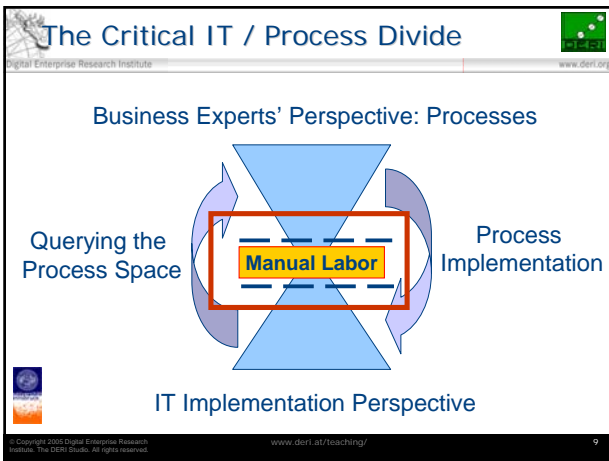 The Critical IT / Process Divide
DERI
Digital Enterprise Research Institute
www.deri.org
Business Experts' Perspective: Processes
Querying the
Process Space
Manual Labor
Process
Implementation
IT Implementation Perspective
© Copyright 2005 Digital Enterprise Research
Institute. The DERI Studio. All rights reserved.
www.deri.at/teaching/
9